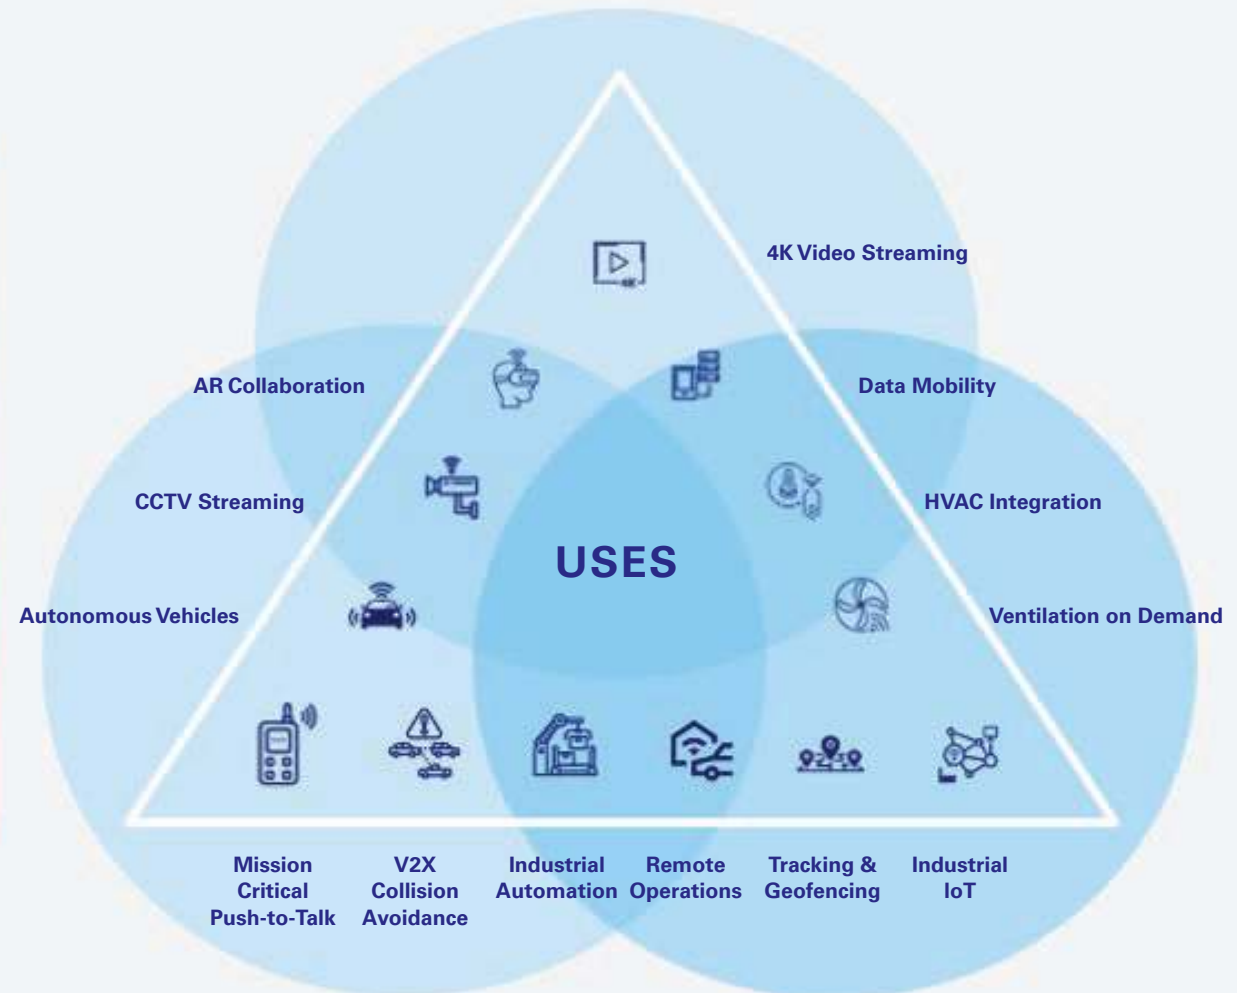 4K Video Streaming
AR Collaboration
Data Mobility
CCTV Streaming
HVAC Integration
USES
Autonomous Vehicles
Ventilation on Demand
Mission
Critical
Push-to-Talk
V2X
Collision
Avoidance
Industrial
Automation
Remote
Operations
Tracking &
Geofencing
Industrial
IoT